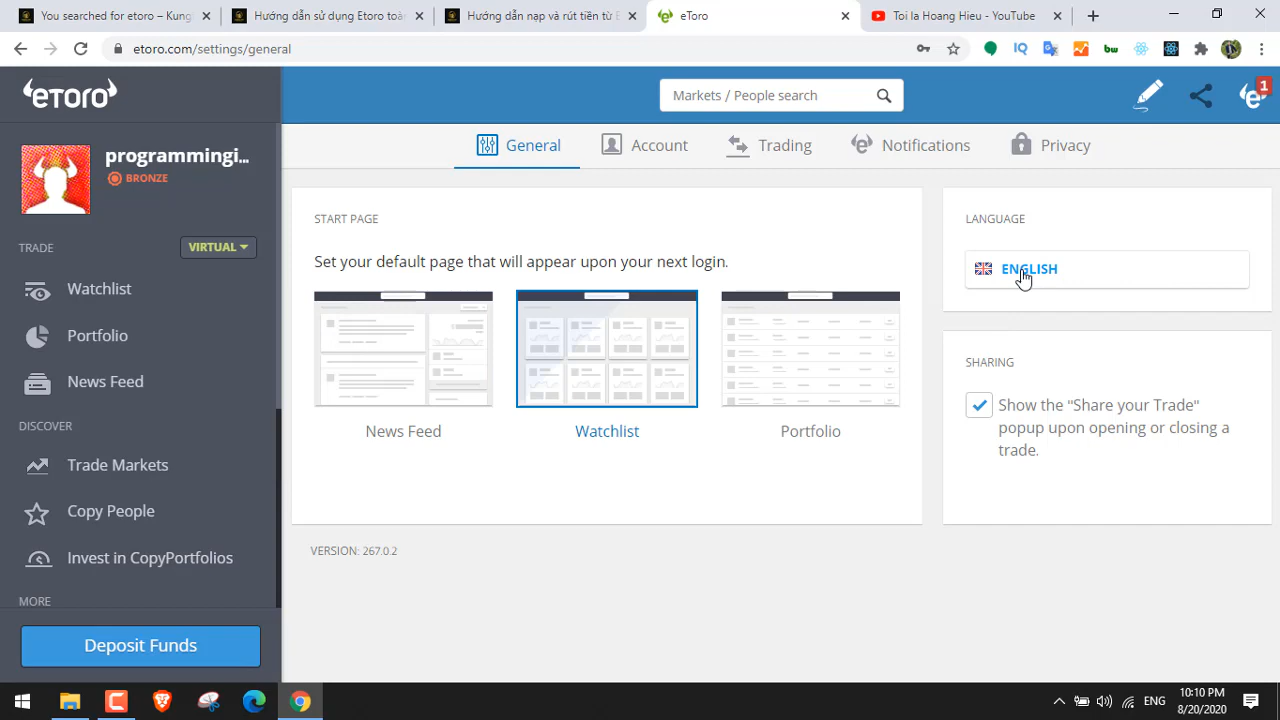 You searched for etoro – Kung
Hướng dẫn sử dụng Etoro toà
Hướng dẫn nạp và rút tiền từ E
eToro
Toi la Hoang Hieu - YouTube
etoro.com/settings/general
IQ
bw
eToro
Markets / People search
1
programmingi...
BRONZE
TRADE
VIRTUAL
Watchlist
Portfolio
News Feed
DISCOVER
Trade Markets
Copy People
Invest in CopyPortfolios
MORE
Deposit Funds
General
Account
Trading
Notifications
Privacy
START PAGE
Set your default page that will appear upon your next login.
News Feed
Watchlist
Portfolio
VERSION: 267.0.2
LANGUAGE
ENGLISH
SHARING
Show the "Share your Trade"
popup upon opening or closing a
trade.
ENG
10:10 PM
8/20/2020